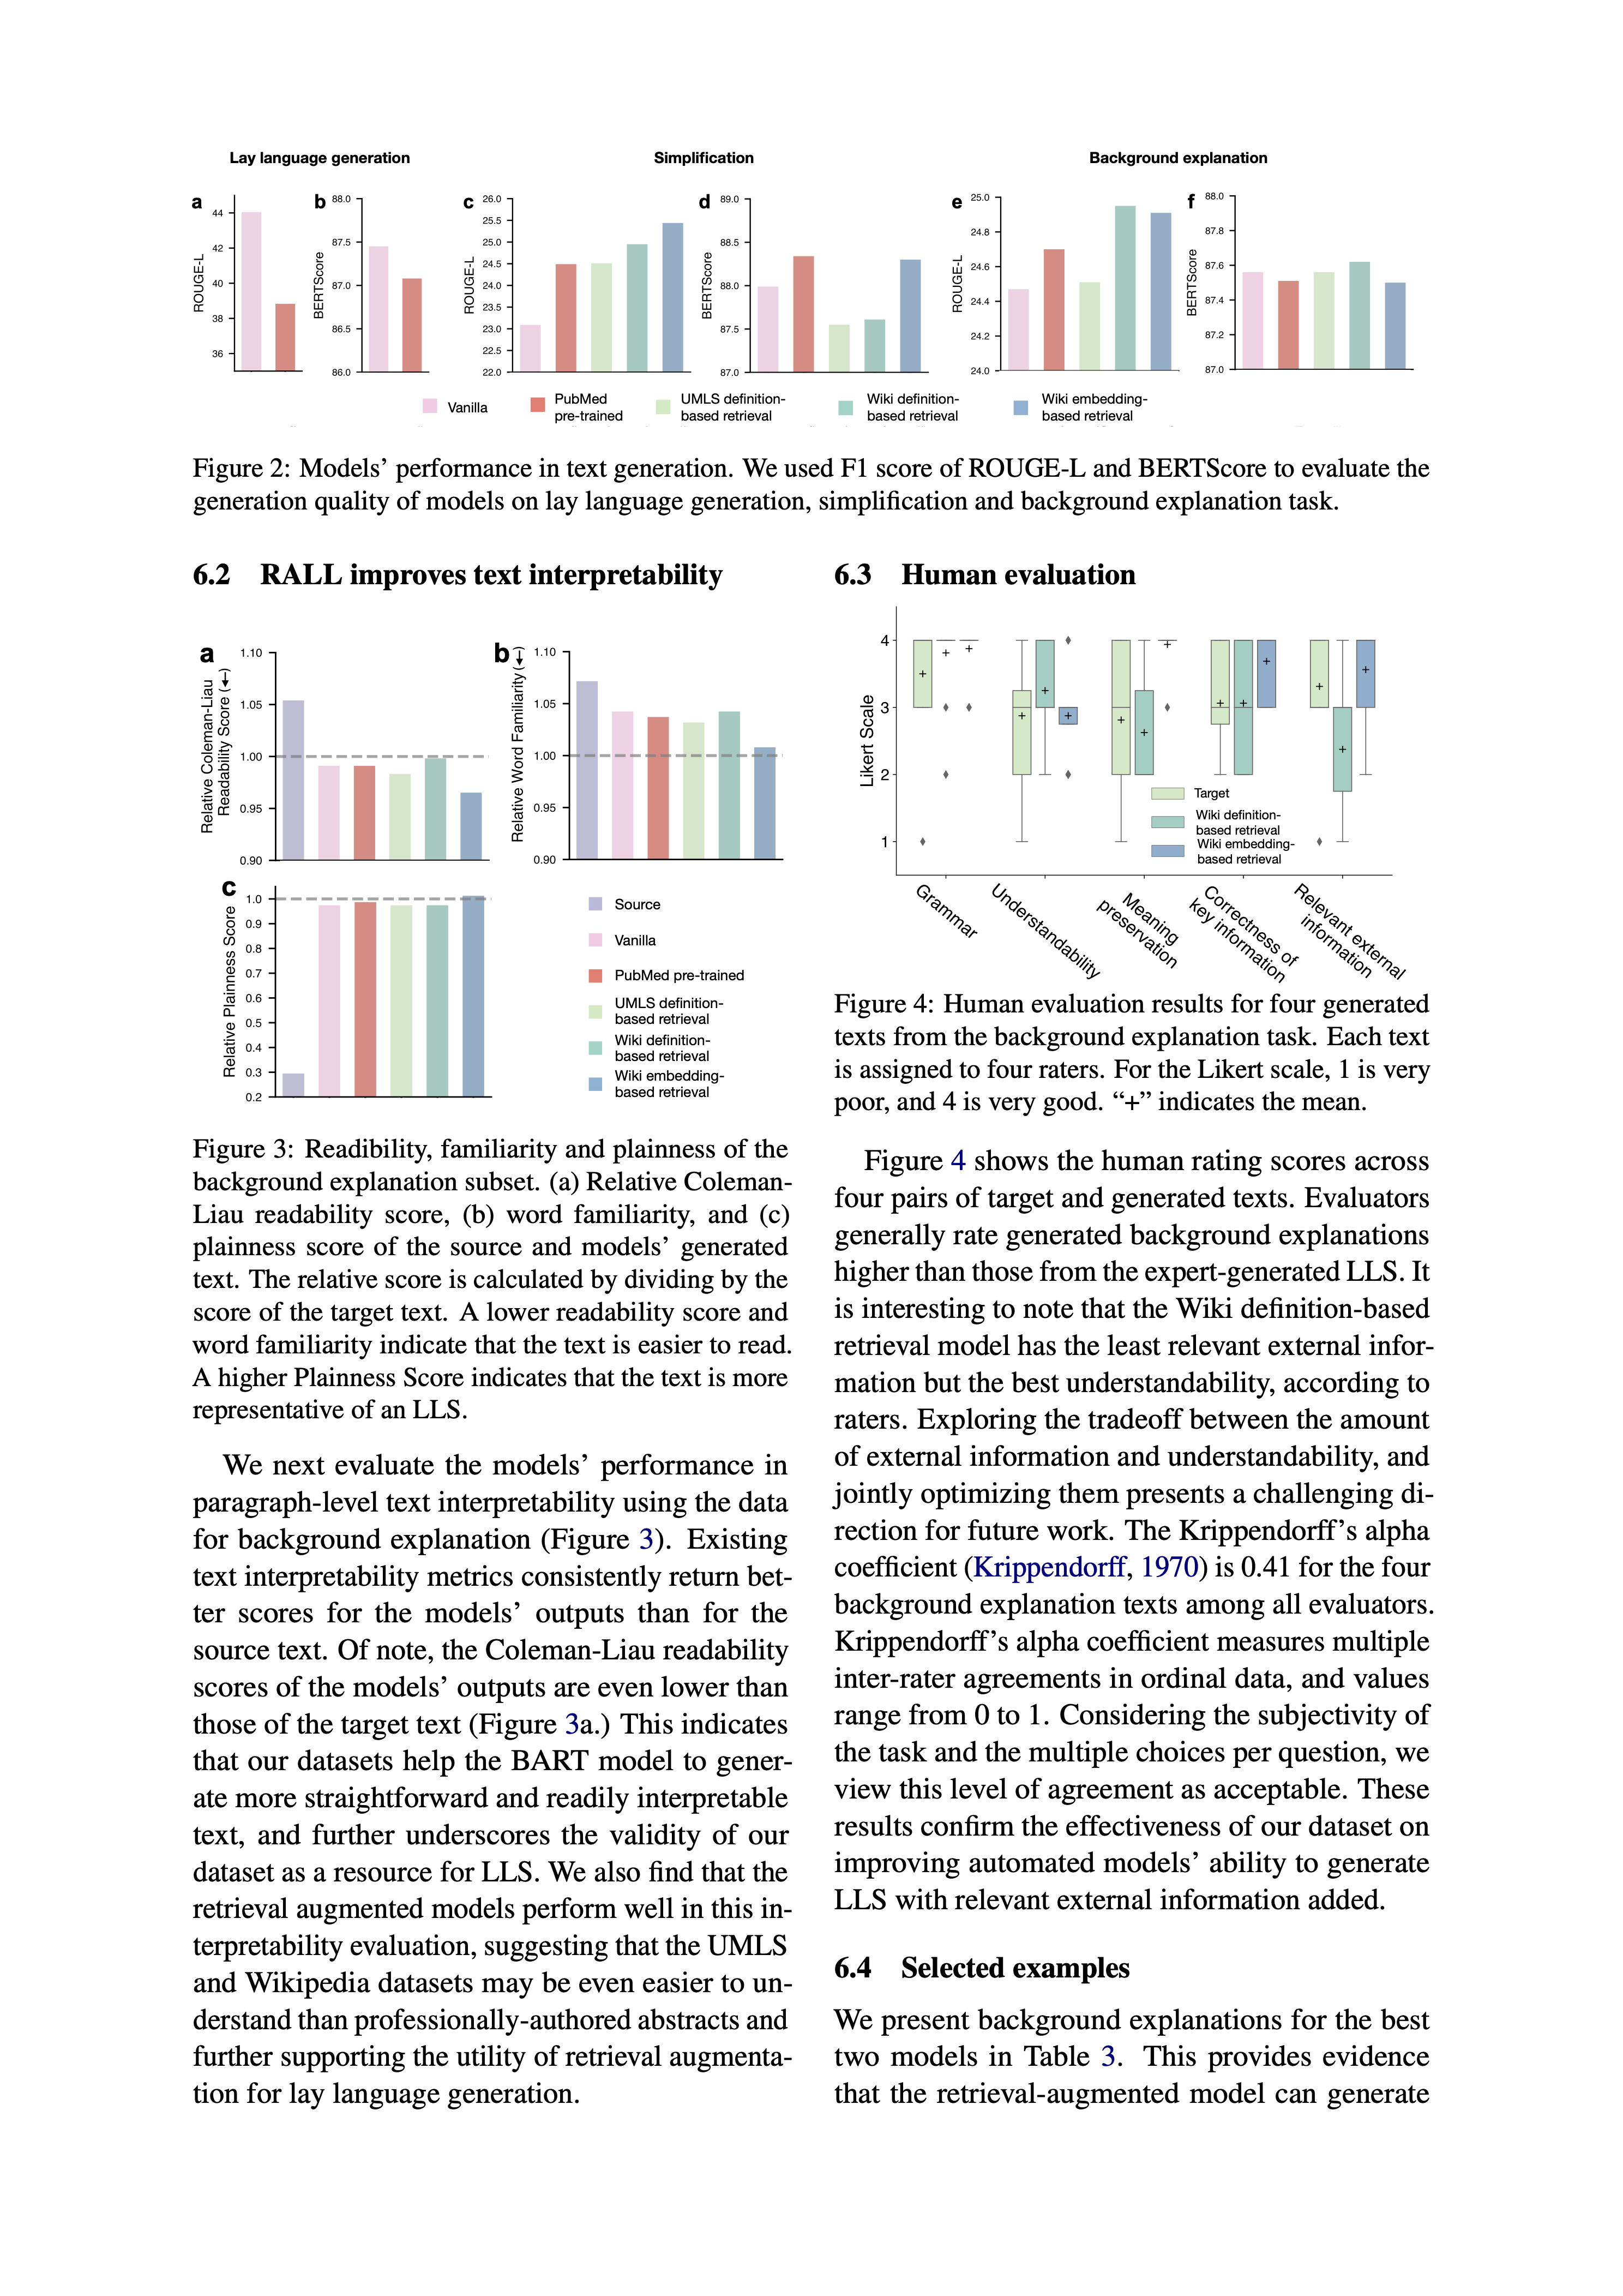 Lay language generation
Simplification
Background explanation
a
ROUGE-L
44
42
40
38
36
b
BERTScore
88.0
87.5
87.0
86.5
86.0
c
ROUGE-L
26.0
25.5
25.0
24.5
24.0
23.5
23.0
22.5
22.0
d
BERTScore
89.0
88.5
88.0
87.5
87.0
e
ROUGE-L
25.0
24.8
24.6
24.4
24.2
24.0
f
BERTScore
88.0
87.8
87.6
87.4
87.2
87.0
Vanilla
PubMed
pre-trained
UMLS definition-
based retrieval
Wiki definition-
based retrieval
Wiki embedding-
based retrieval
Figure 2: Models’ performance in text generation. We used F1 score of ROUGE-L and BERTScore to evaluate the
generation quality of models on lay language generation, simplification and background explanation task.
6.2 RALL improves text interpretability
a
Relative Coleman-Liau
Readability Score (←)
1.10
1.05
1.00
0.95
0.90
b
Relative Word Familiarity (←)
1.10
1.05
1.00
0.95
0.90
c
Relative Plainness Score
1.0
0.9
0.8
0.7
0.6
0.5
0.4
0.3
0.2
Source
Vanilla
PubMed pre-trained
UMLS definition-
based retrieval
Wiki definition-
based retrieval
Wiki embedding-
based retrieval
Figure 3: Readibility, familiarity and plainness of the
background explanation subset. (a) Relative Coleman-
Liau readability score, (b) word familiarity, and (c)
plainness score of the source and models’ generated
text. The relative score is calculated by dividing by the
score of the target text. A lower readability score and
word familiarity indicate that the text is easier to read.
A higher Plainness Score indicates that the text is more
representative of an LLS.
We next evaluate the models’ performance in
paragraph-level text interpretability using the data
for background explanation (Figure 3). Existing
text interpretability metrics consistently return bet-
ter scores for the models’ outputs than for the
source text. Of note, the Coleman-Liau readability
scores of the models’ outputs are even lower than
those of the target text (Figure 3a.) This indicates
that our datasets help the BART model to gener-
ate more straightforward and readily interpretable
text, and further underscores the validity of our
dataset as a resource for LLS. We also find that the
retrieval augmented models perform well in this in-
terpretability evaluation, suggesting that the UMLS
and Wikipedia datasets may be even easier to un-
derstand than professionally-authored abstracts and
further supporting the utility of retrieval augmenta-
tion for lay language generation.
6.3 Human evaluation
Likert Scale
4
3
2
1
Target
Wiki definition-
based retrieval
Wiki embedding-
based retrieval
Grammar
Understandability
Meaning
preservation
Correctness of
key information
Relevant external
information
Figure 4: Human evaluation results for four generated
texts from the background explanation task. Each text
is assigned to four raters. For the Likert scale, 1 is very
poor, and 4 is very good. “+” indicates the mean.
Figure 4 shows the human rating scores across
four pairs of target and generated texts. Evaluators
generally rate generated background explanations
higher than those from the expert-generated LLS. It
is interesting to note that the Wiki definition-based
retrieval model has the least relevant external infor-
mation but the best understandability, according to
raters. Exploring the tradeoff between the amount
of external information and understandability, and
jointly optimizing them presents a challenging di-
rection for future work. The Krippendorff’s alpha
coefficient (Krippendorff, 1970) is 0.41 for the four
background explanation texts among all evaluators.
Krippendorff’s alpha coefficient measures multiple
inter-rater agreements in ordinal data, and values
range from 0 to 1. Considering the subjectivity of
the task and the multiple choices per question, we
view this level of agreement as acceptable. These
results confirm the effectiveness of our dataset on
improving automated models’ ability to generate
LLS with relevant external information added.
6.4 Selected examples
We present background explanations for the best
two models in Table 3. This provides evidence
that the retrieval-augmented model can generate